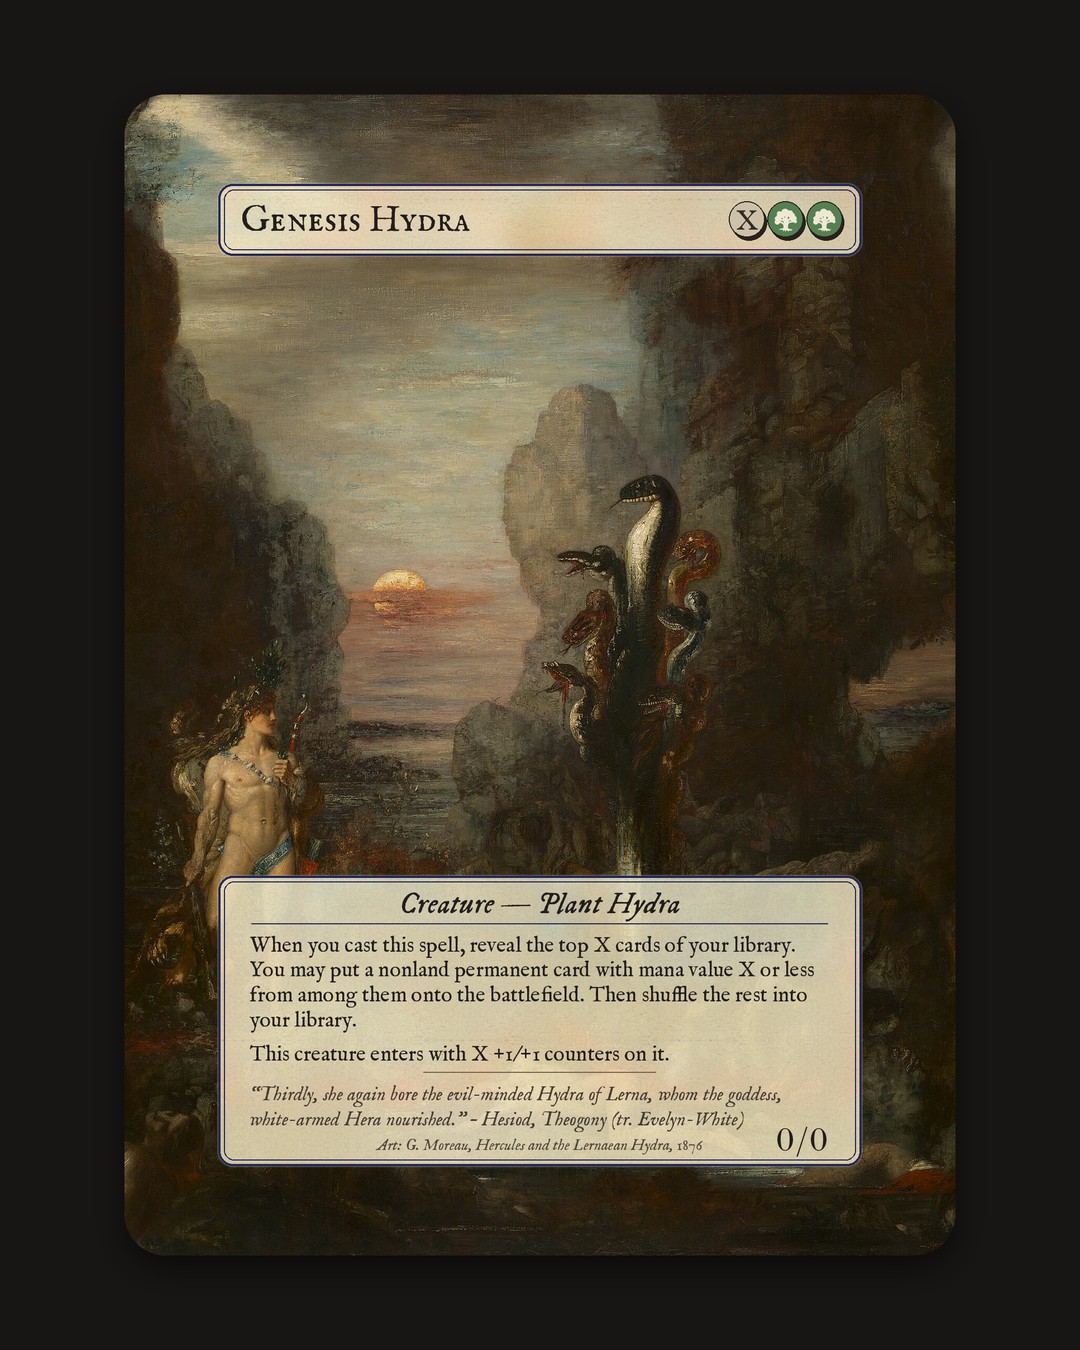 Genesis Hydra X
Creature — Plant Hydra
When you cast this spell, reveal the top X cards of your library.
You may put a nonland permanent card with mana value X or less
from among them onto the battlefield. Then shuffle the rest into
your library.
This creature enters with X +1/+1 counters on it.
“Thirdly, she again bore the evil-minded Hydra of Lerna, whom the goddess,
white-armed Hera nourished.” - Hesiod, Theogony (tr. Evelyn-White)
Art: G. Moreau, Hercules and the Lernaean Hydra, 1876
0/0